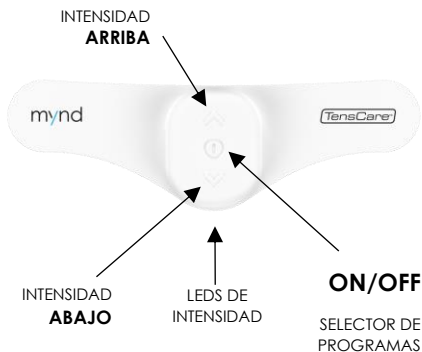 INTENSIDAD
ARRIBA
mynd
TensCare
INTENSIDAD
ABAJO
LEDS DE
INTENSIDAD
ON/OFF
SELECTOR DE
PROGRAMAS